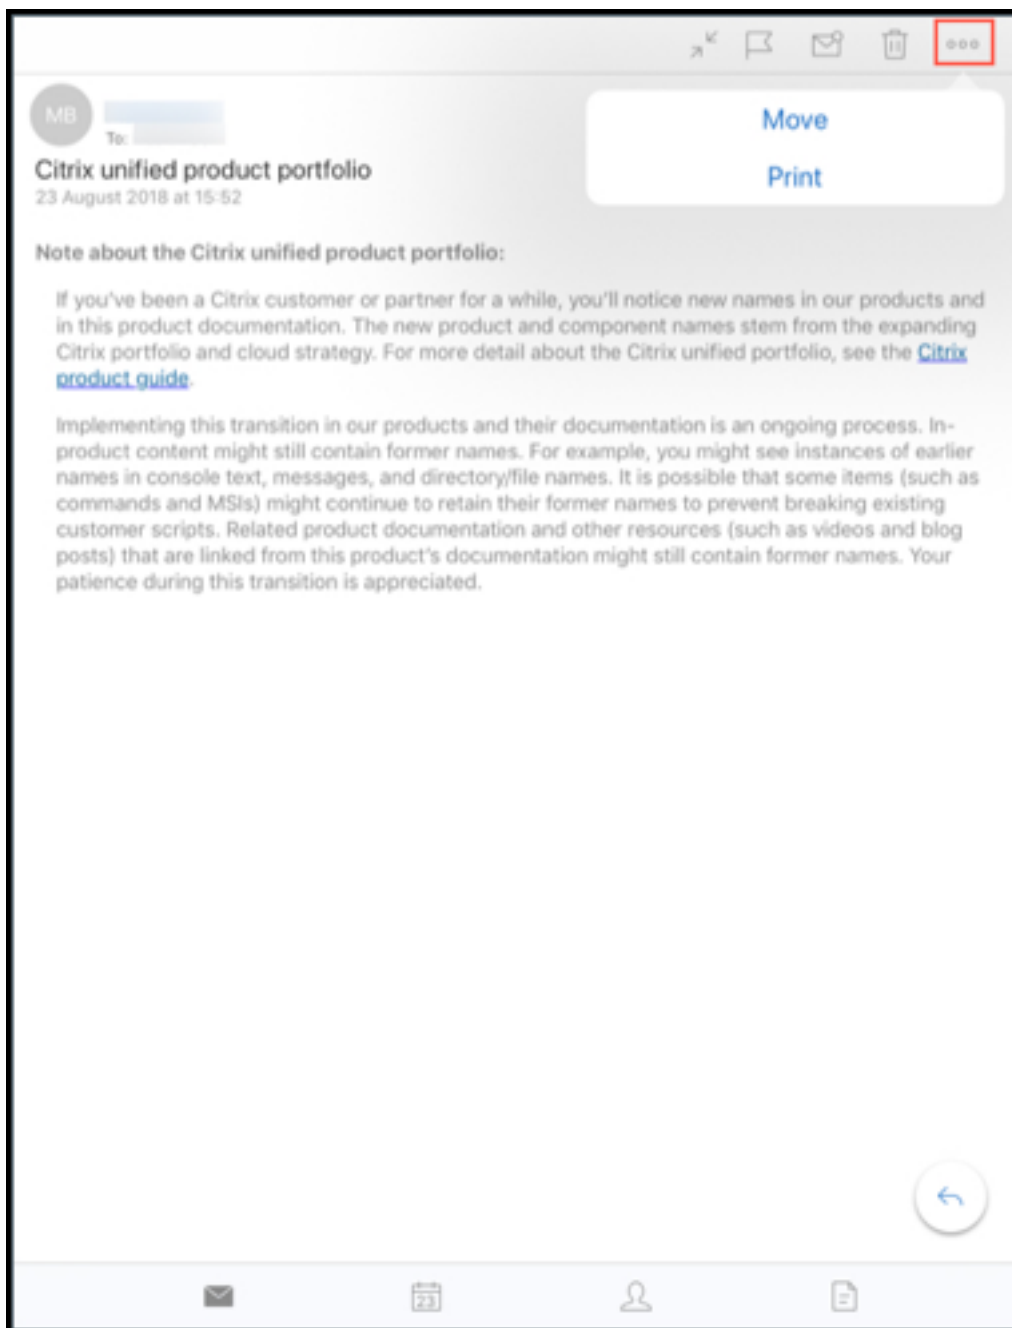 MB
Move
To:
Print
Citrix unified product portfolio
23 August 2018 at 15:52
Note about the Citrix unified product portfolio:
If you've been a Citrix customer or partner for a while, you'll notice new names in our products and
in this product documentation. The new product and component names stem from the expanding
Citrix portfolio and cloud strategy. For more detail about the Citrix unified portfolio, see the Citrix
product guide.
Implementing this transition in our products and their documentation is an ongoing process. In-
product content might still contain former names. For example, you might see instances of earlier
names in console text, messages, and directory/file names. It is possible that some items (such as
commands and MSIs) might continue to retain their former names to prevent breaking existing
customer scripts. Related product documentation and other resources (such as videos and blog
posts) that are linked from this product's documentation might still contain former names. Your
patience during this transition is appreciated.
23